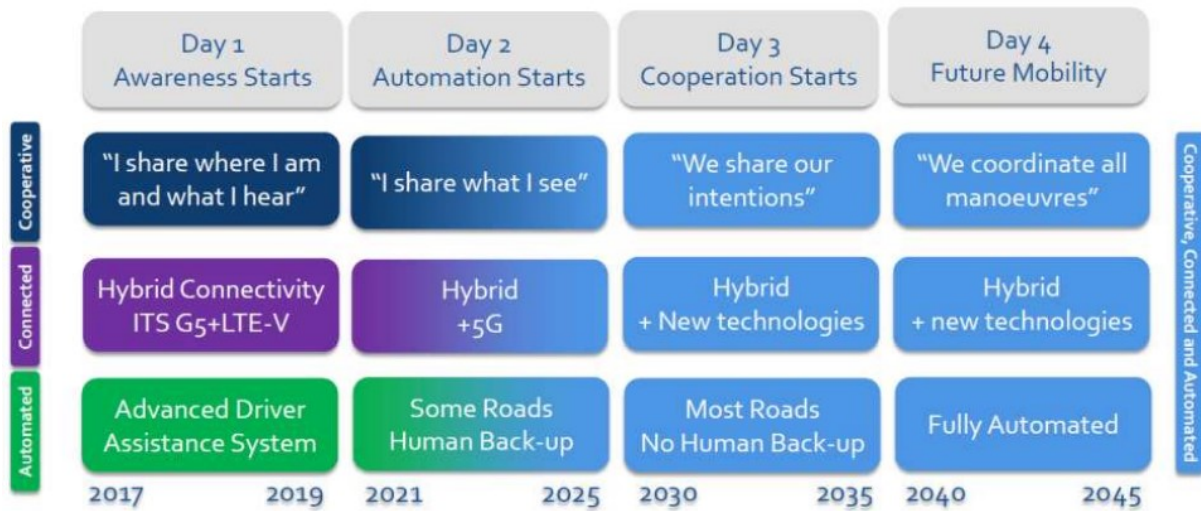 Day 1
Awareness Starts
Day 2
Automation Starts
Day 3
Cooperation Starts
Day 4
Future Mobility
Cooperative
"I share where I am
and what I hear"
"I share what I see"
"We share our
intentions"
"We coordinate all
manoeuvres"
Connected
Hybrid Connectivity
ITS G5+LTE-V
Hybrid
+5G
Hybrid
+ New technologies
Hybrid
+ new technologies
Automated
Advanced Driver
Assistance System
Some Roads
Human Back-up
Most Roads
No Human Back-up
Fully Automated
Cooperative, Connected and Automated
2017 2019 2021 2025 2030 2035 2040 2045